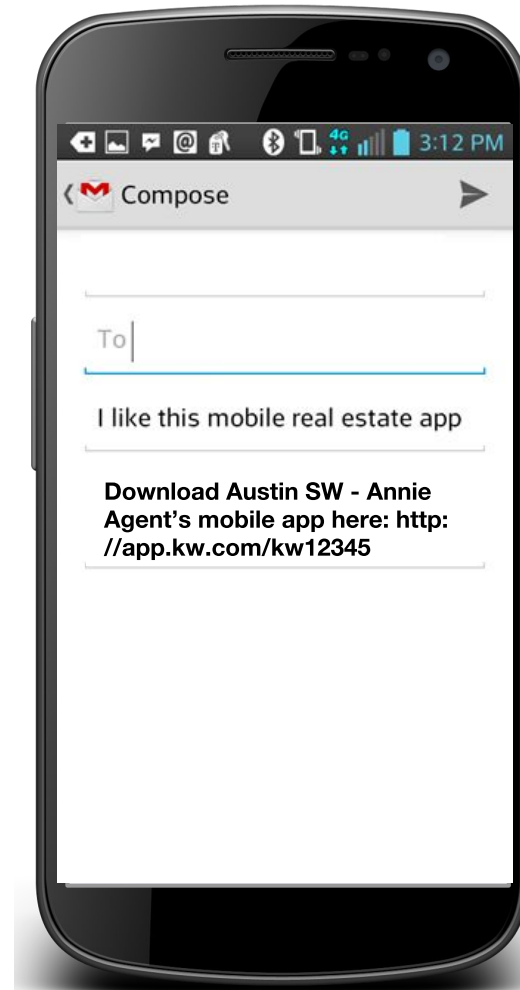 4G 3:12 PM
Compose
To
I like this mobile real estate app
Download Austin SW - Annie
Agent's mobile app here: http:
//app.kw.com/kw12345